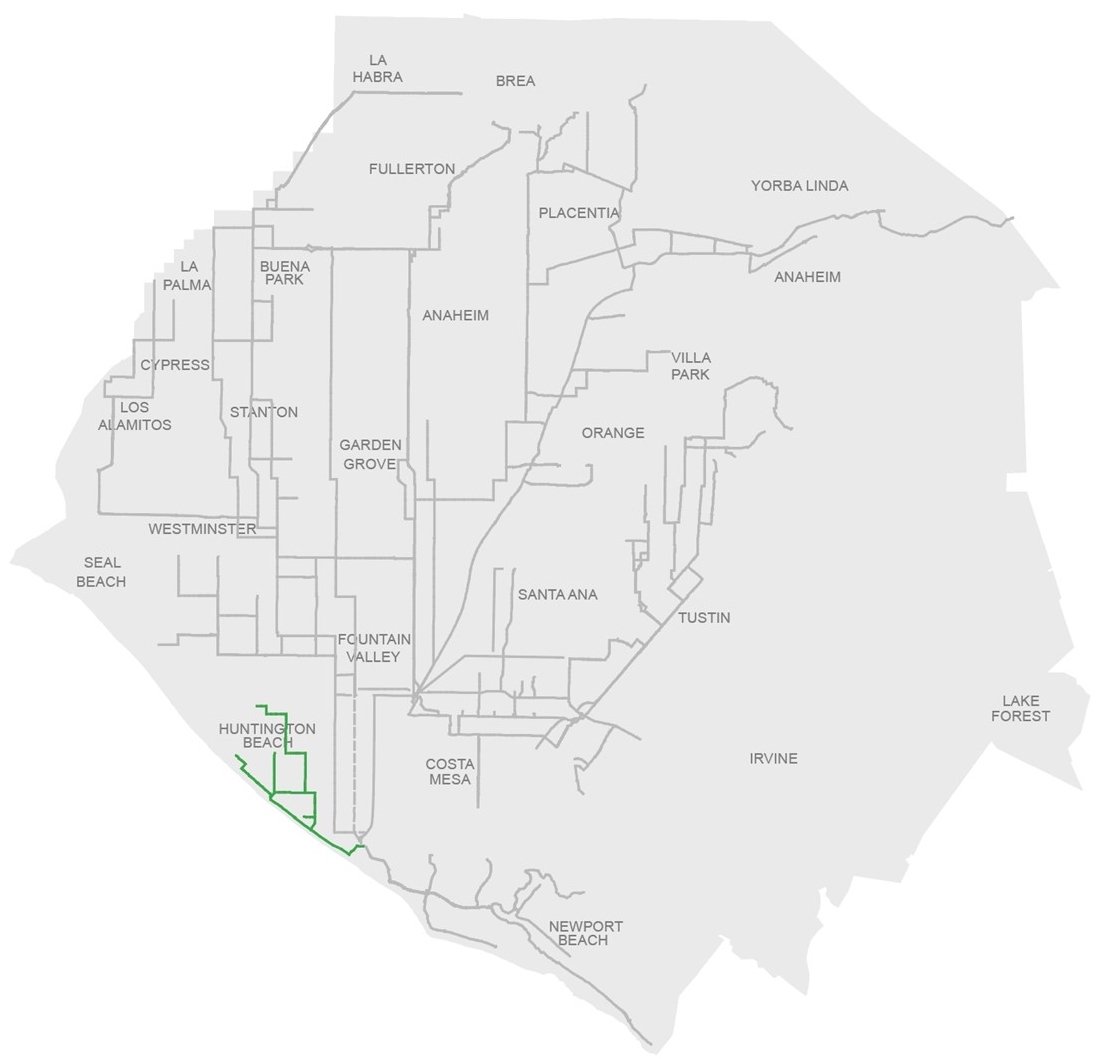 LA
HABRA
BREA
FULLERTON
YORBA LINDA
PLACENTIA
LA
PALMA
BUENA
PARK
ANAHEIM
ANAHEIM
CYPRESS
VILLA
PARK
LOS
ALAMITOS
STANTON
ORANGE
GARDEN
GROVE
WESTMINSTER
SEAL
BEACH
SANTA ANA
TUSTIN
FOUNTAIN
VALLEY
LAKE
FOREST
HUNTINGTON
BEACH
COSTA
MESA
IRVINE
NEWPORT
BEACH